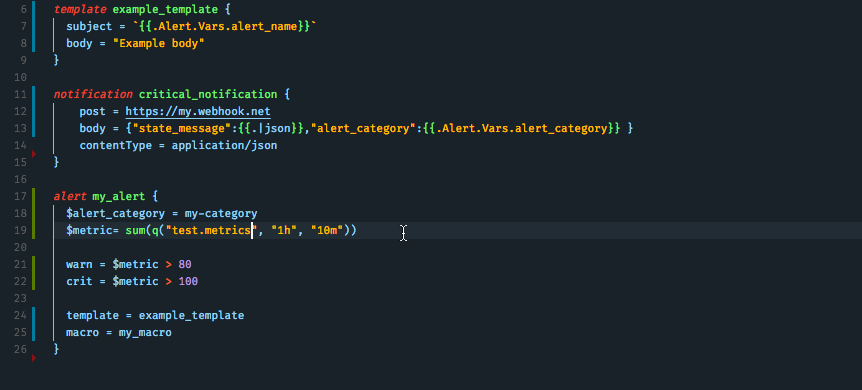 6 template example_template {
7 subject = `{{.Alert.Vars.alert_name}}`
8 body = "Example body"
9 }
10
11 notification critical_notification {
12 post = https://my.webhook.net
13 body = {"state_message":{{.|json}},"alert_category":{{.Alert.Vars.alert_category}} }
14 contentType = application/json
15 }
16
17 alert my_alert {
18 $alert_category = my-category
19 $metric= sum(q("test.metrics", "1h", "10m"))
20
21 warn = $metric > 80
22 crit = $metric > 100
23
24 template = example_template
25 macro = my_macro
26 }